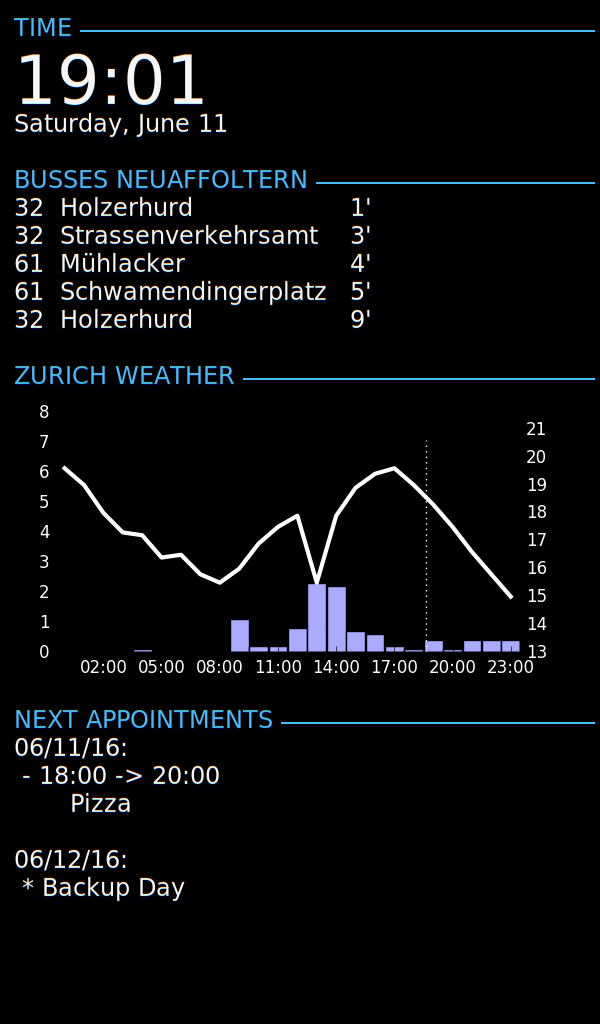 TIME
19:01
Saturday, June 11
BUSSES NEUAFFOLTERN
32 Holzerhurd 1'
32 Strassenverkehrsamt 3'
61 Mühlacker 4'
61 Schwamendingerplatz 5'
32 Holzerhurd 9'
ZURICH WEATHER
8
7
6
5
4
3
2
1
0
21
20
19
18
17
16
15
14
13
02:00 05:00 08:00 11:00 14:00 17:00 20:00 23:00
NEXT APPOINTMENTS
06/11/16:
- 18:00 -> 20:00
Pizza
06/12/16:
* Backup Day